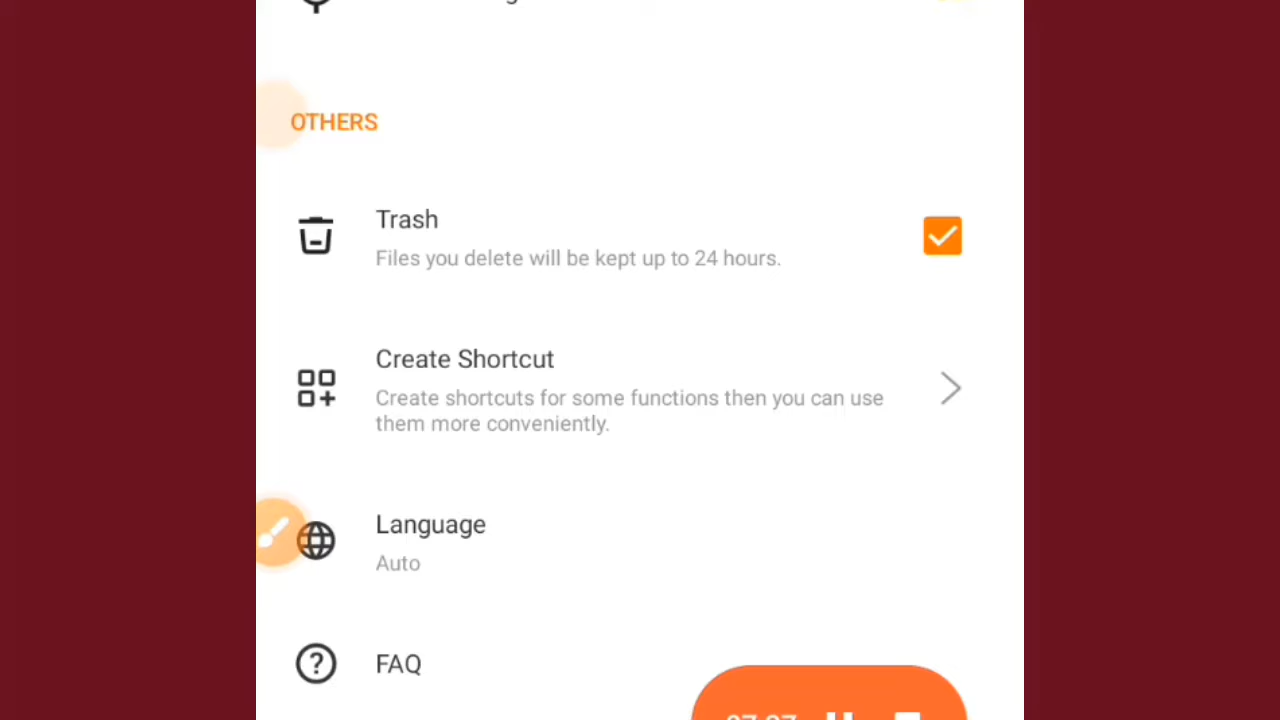 OTHERS
Trash
Files you delete will be kept up to 24 hours.
Create Shortcut
Create shortcuts for some functions then you can use
them more conveniently.
Language
Auto
FAQ